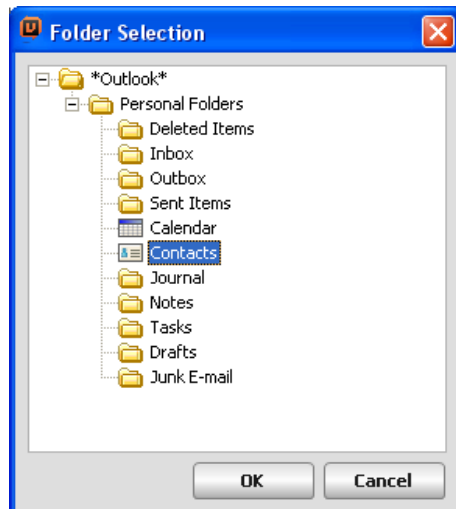 Folder Selection
*Outlook*
Personal Folders
Deleted Items
Inbox
Outbox
Sent Items
Calendar
Contacts
Journal
Notes
Tasks
Drafts
Junk E-mail
OK Cancel